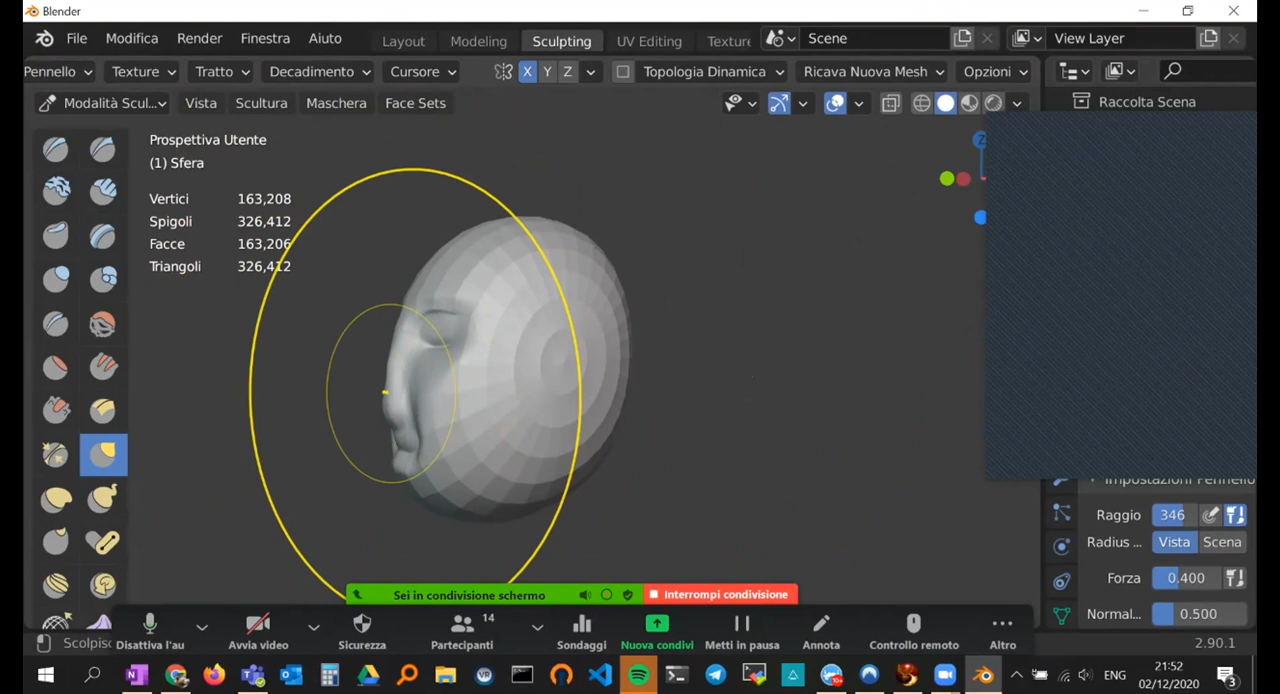 Blender
File Modifica Render Finestra Aiuto Layout Modeling Sculpting UV Editing Texture Scene View Layer
Pennello Texture Tratto Decadimento Cursore X Y Z Topologia Dinamica Ricava Nuova Mesh Opzioni
Modalità Scul... Vista Scultura Maschera Face Sets Raccolta Scena
Prospettiva Utente
(1) Sfera
Vertici 163,208
Spigoli 326,412
Facce 163,206
Triangoli 326,412
Z
Impostazioni Pennello
Raggio 346
Radius ... Vista Scena
Forza 0.400
Normal... 0.500
Sei in condivisione schermo Interrompi condivisione
14
Scolpisc
Disattiva l'au Avvia video Sicurezza Partecipanti Sondaggi Nuova condivi Metti in pausa Annota Controllo remoto Altro
2.90.1
ENG
21:52
02/12/2020
3